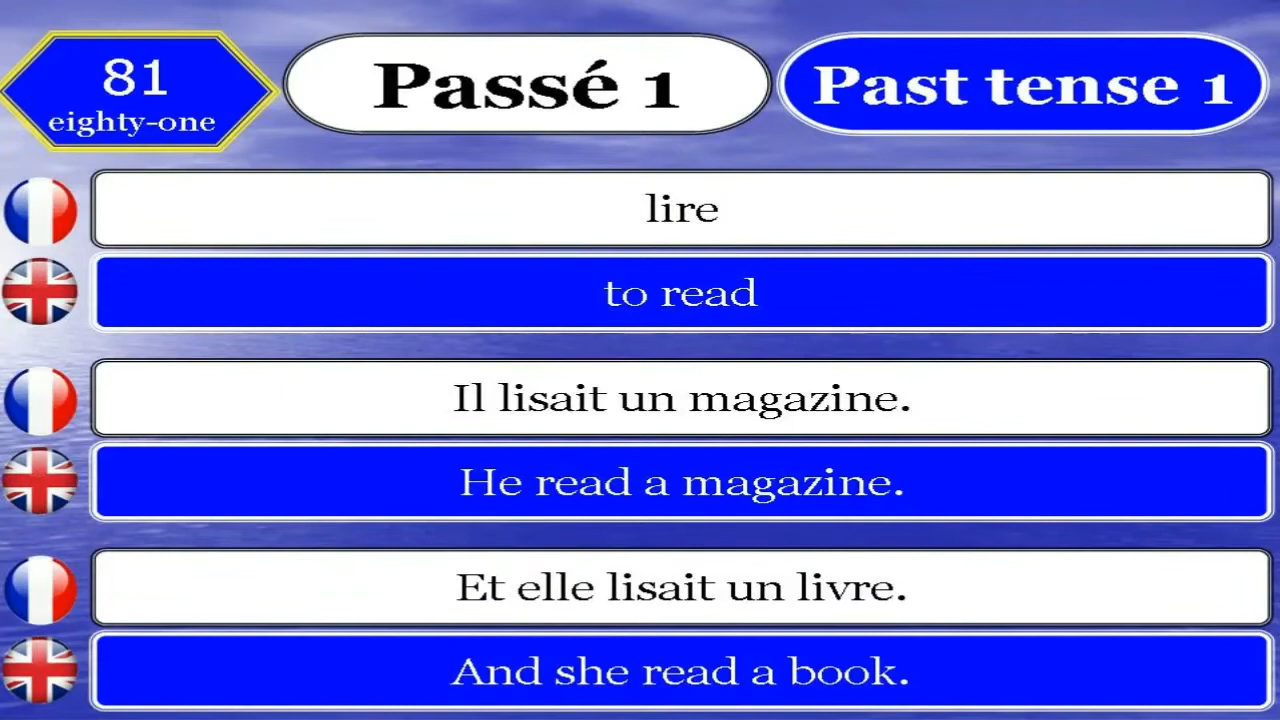 81
eighty-one
Passé 1
Past tense 1
lire
to read
Il lisait un magazine.
He read a magazine.
Et elle lisait un livre.
And she read a book.